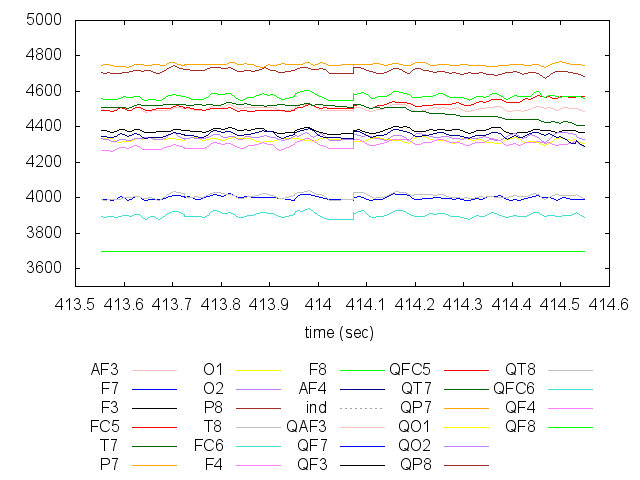 5000
4800
4600
4400
4200
4000
3800
3600
413.5 413.6 413.7 413.8 413.9 414 414.1 414.2 414.3 414.4 414.5 414.6
time (sec)
AF3 O1 F8 QFC5 QT8
F7 O2 AF4 QT7 QFC6
F3 P8 ind QP7 QF4
FC5 T8 QAF3 QO1 QF8
T7 FC6 QF7 QO2
P7 F4 QF3 QP8